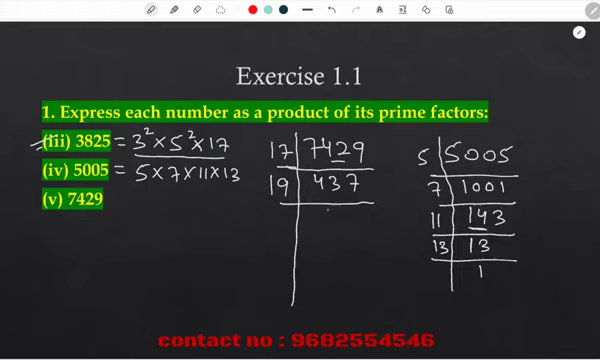 Exercise 1.1
1. Express each number as a product of its prime factors:
(iii) 3825 = 3² × 5² × 17
(iv) 5005 = 5 × 7 × 11 × 13
(v) 7429
17 7429
19 437
5 5005
7 1001
11 143
13 13
1
contact no : 9682554546